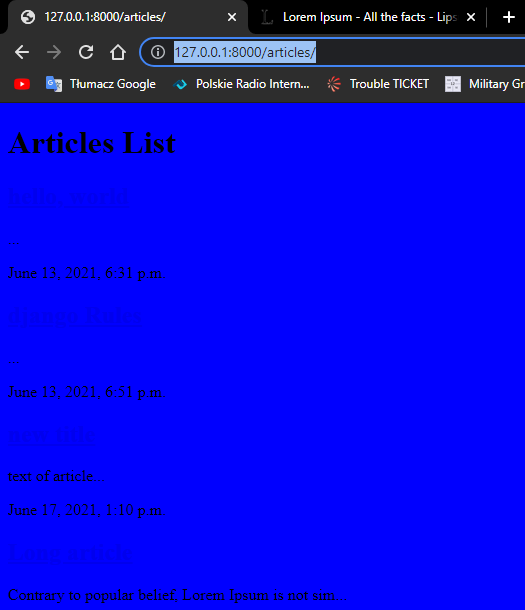 127.0.0.1:8000/articles/
Lorem Ipsum - All the facts - Lips
127.0.0.1:8000/articles/
Tłumacz Google
Polskie Radio Intern...
Trouble TICKET
Military Gr
Articles List
hello, world
...
June 13, 2021, 6:31 p.m.
...
June 13, 2021, 6:51 p.m.
new title
text of article...
June 17, 2021, 1:10 p.m.
Long article
Contrary to popular belief, Lorem Ipsum is not sim...